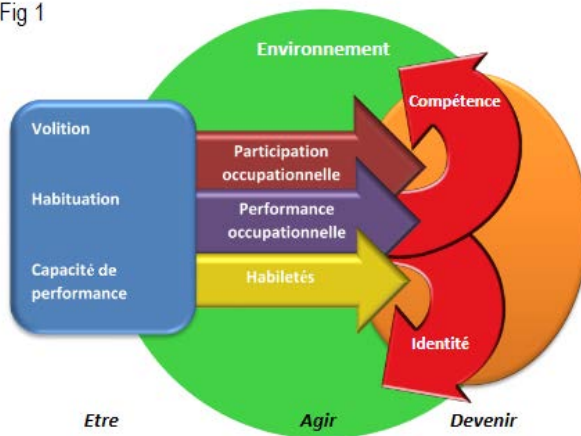 Fig 1
Environnement
Compétence
Volition
Participation
occupationnelle
Habituation
Performance
occupationnelle
Capacité de
performance
Habiletés
Identité
Etre
Agir
Devenir